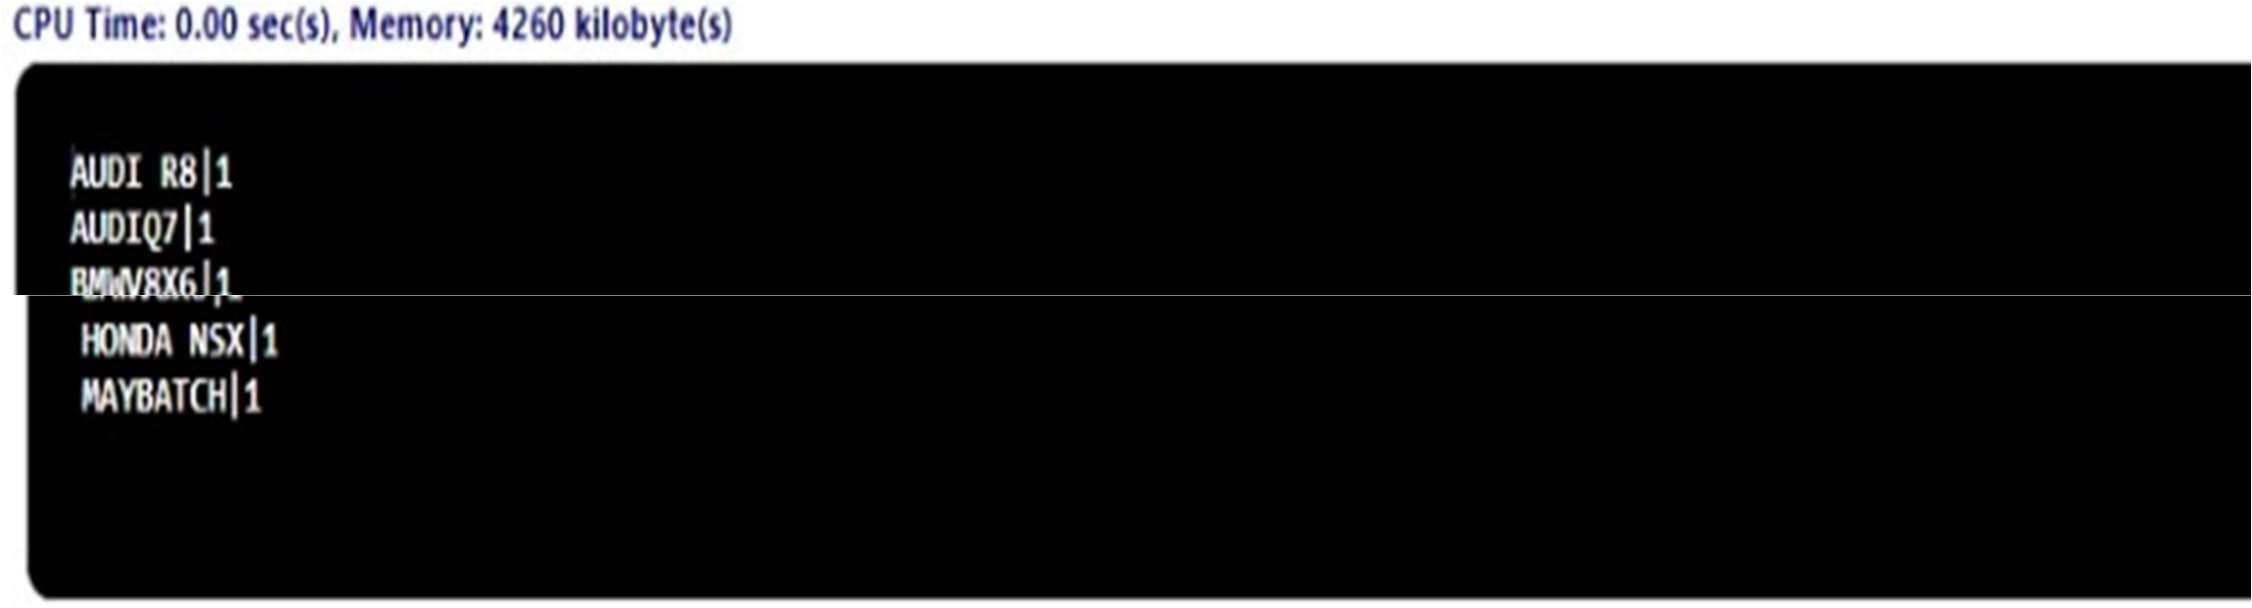 CPU Time: 0.00 sec(s), Memory: 4260 kilobyte(s)
AUDI R8|1
AUDIQ7|1
BMWV8X6|1
HONDA NSX|1
MAYBATCH|1